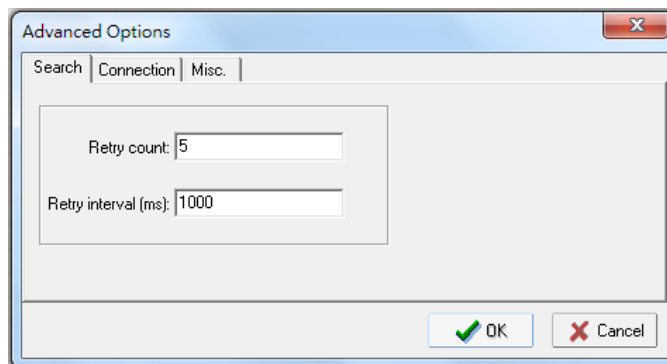 Advanced Options
Search Connection Misc.
Retry count: 5
Retry interval (ms): 1000
OK Cancel